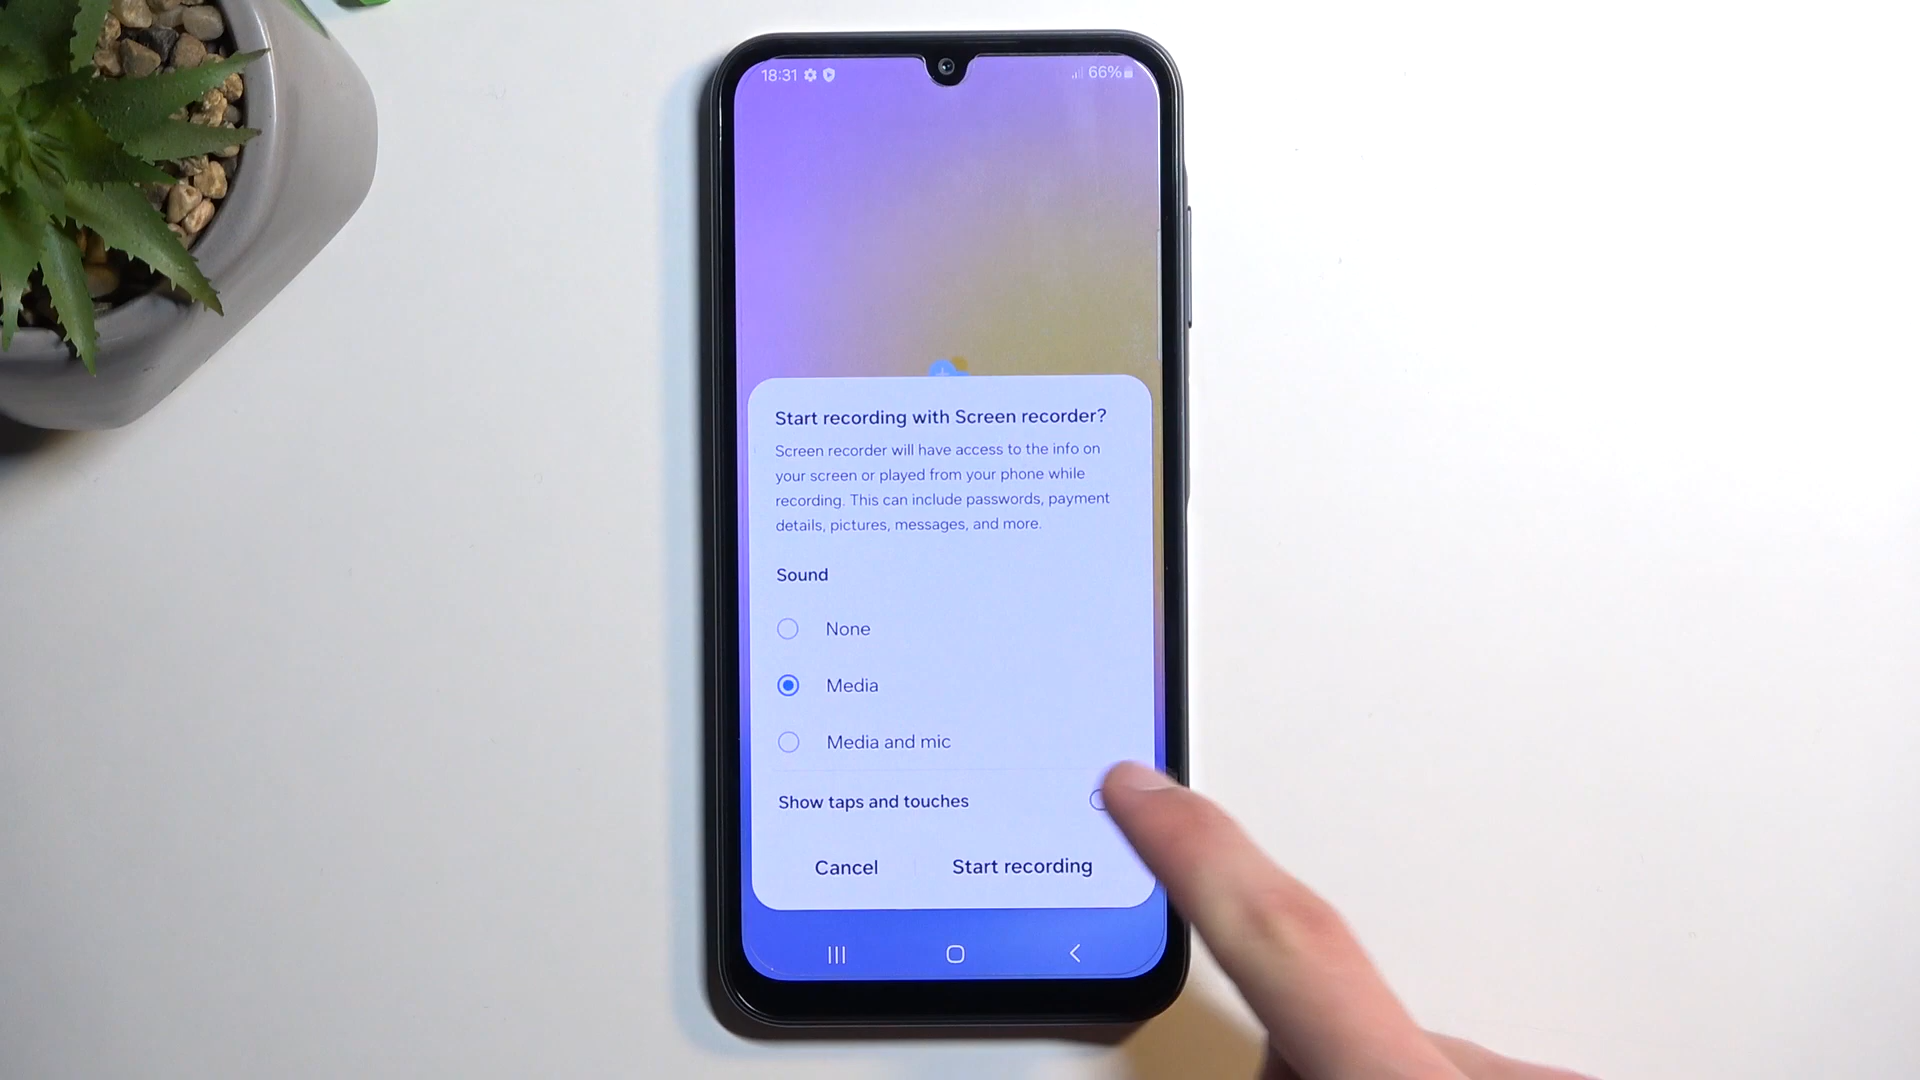 18:31 66%
Start recording with Screen recorder?
Screen recorder will have access to the info on
your screen or played from your phone while
recording. This can include passwords, payment
details, pictures, messages, and more.
Sound
None
Media
Media and mic
Show taps and touches
Cancel Start recording